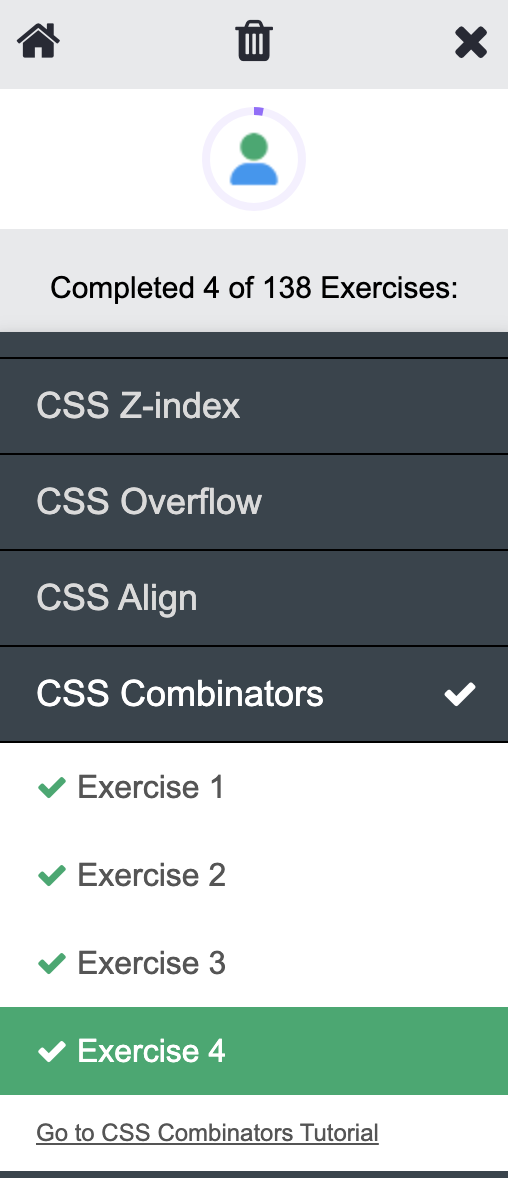 Completed 4 of 138 Exercises:
CSS Z-index
CSS Overflow
CSS Align
CSS Combinators
Exercise 1
Exercise 2
Exercise 3
Exercise 4
Go to CSS Combinators Tutorial